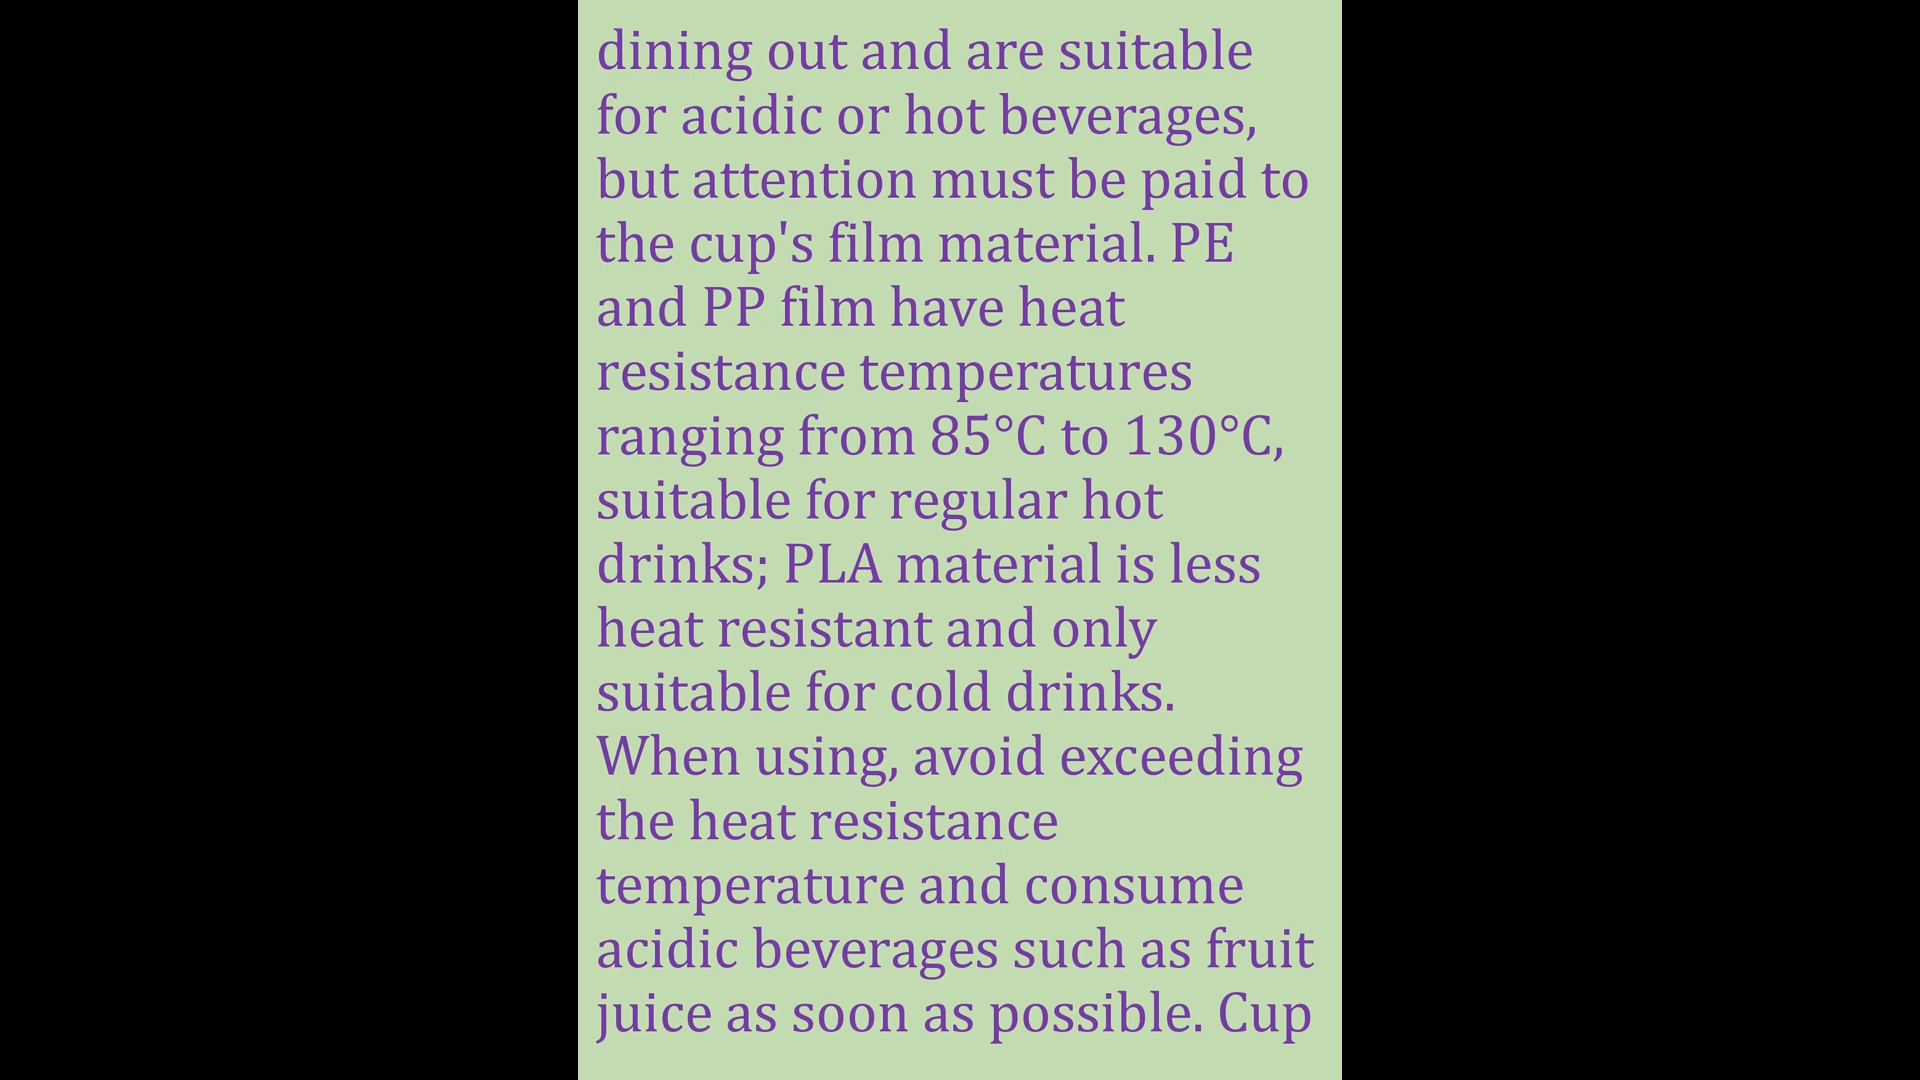 dining out and are suitable
for acidic or hot beverages,
but attention must be paid to
the cup's film material. PE
and PP film have heat
resistance temperatures
ranging from 85°C to 130°C,
suitable for regular hot
drinks; PLA material is less
heat resistant and only
suitable for cold drinks.
When using, avoid exceeding
the heat resistance
temperature and consume
acidic beverages such as fruit
juice as soon as possible. Cup